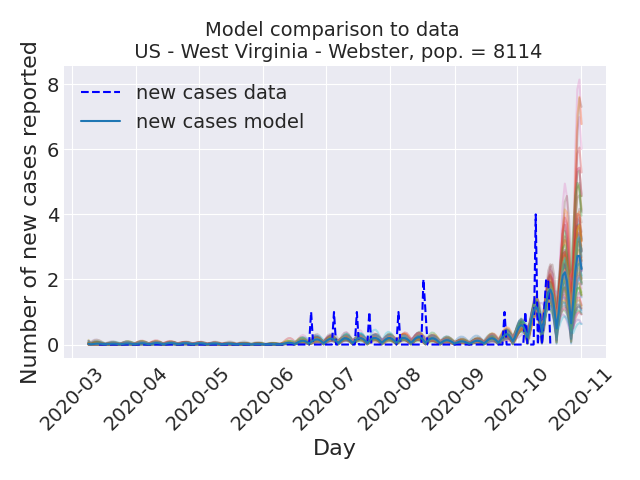 Model comparison to data
US - West Virginia - Webster, pop. = 8114
Number of new cases reported
8
6
4
2
0
new cases data
new cases model
2020-03
2020-04
2020-05
2020-06
2020-07
2020-08
2020-09
2020-10
2020-11
Day